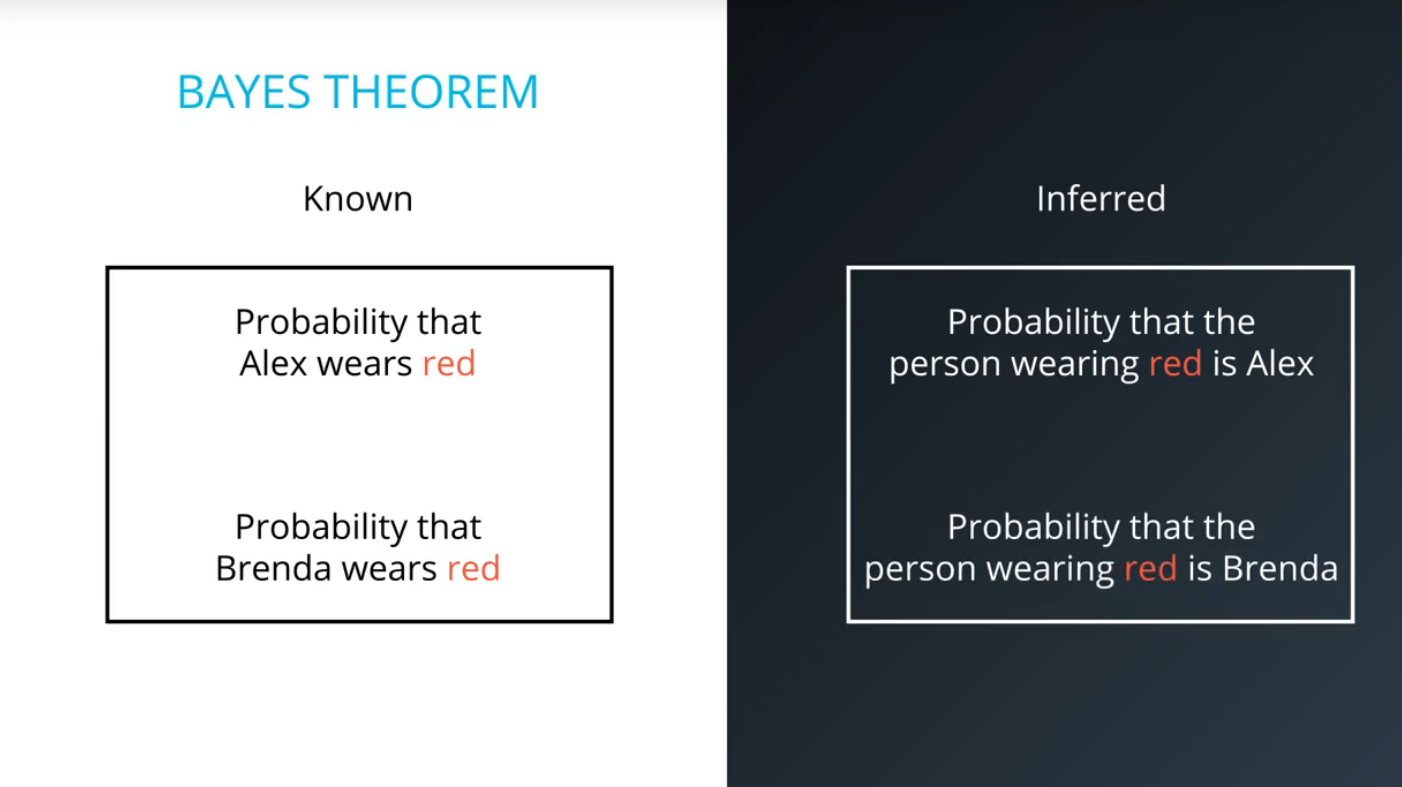 BAYES THEOREM
Known
Probability that
Alex wears red
Probability that
Brenda wears red
Inferred
Probability that the
person wearing red is Alex
Probability that the
person wearing red is Brenda